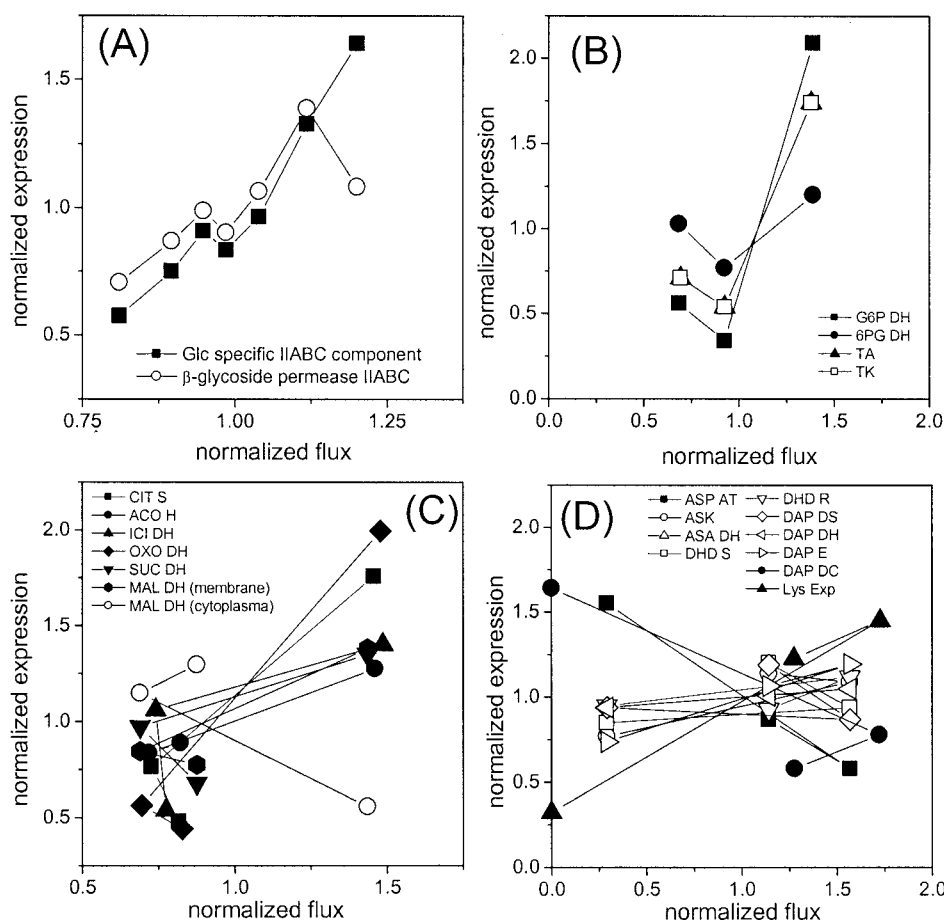 (A)
normalized expression
1.5
1.0
0.5
Glc specific IIABC component
β-glycoside permease IIABC
0.75
1.00
1.25
normalized flux
(B)
normalized expression
2.0
1.5
1.0
0.5
0.0
G6P DH
6PG DH
TA
TK
0.0
0.5
1.0
1.5
2.0
normalized flux
(C)
normalized expression
2.0
1.5
1.0
0.5
CIT S
ACO H
ICI DH
OXO DH
SUC DH
MAL DH (membrane)
MAL DH (cytoplasma)
0.5
1.0
1.5
normalized flux
(D)
normalized expression
2.0
1.5
1.0
0.5
0.0
ASP AT
ASK
ASA DH
DHD S
DHD R
DAP DS
DAP DH
DAP E
DAP DC
Lys Exp
0.0
0.5
1.0
1.5
2.0
normalized flux